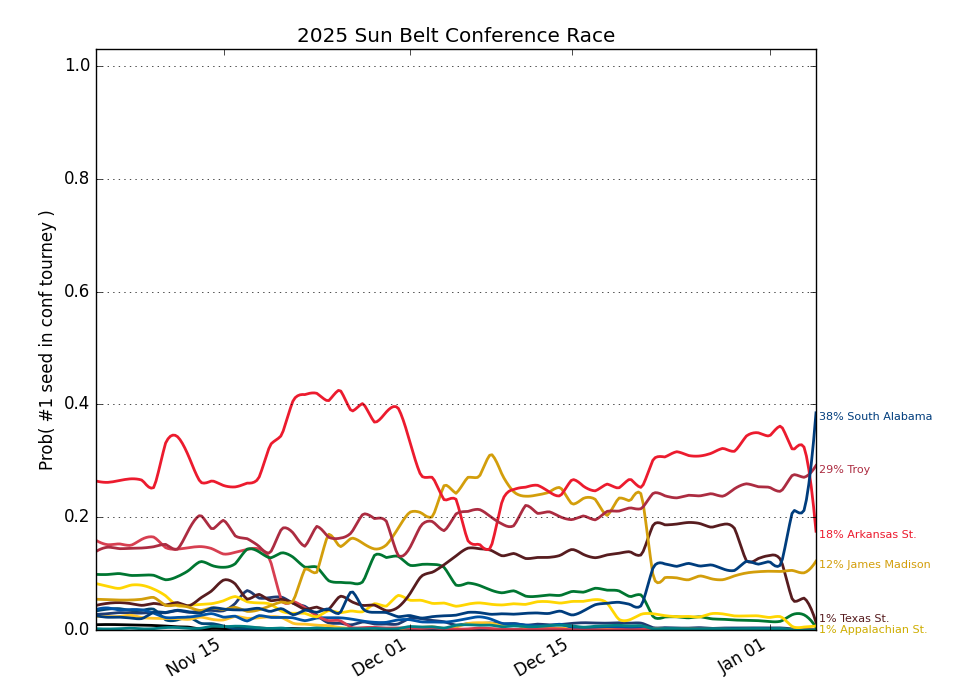 2025 Sun Belt Conference Race
Prob( #1 seed in conf tourney )
1.0
0.8
0.6
0.4
0.2
0.0
38% South Alabama
29% Troy
18% Arkansas St.
12% James Madison
1% Texas St.
1% Appalachian St.
Nov 15
Dec 01
Dec 15
Jan 01